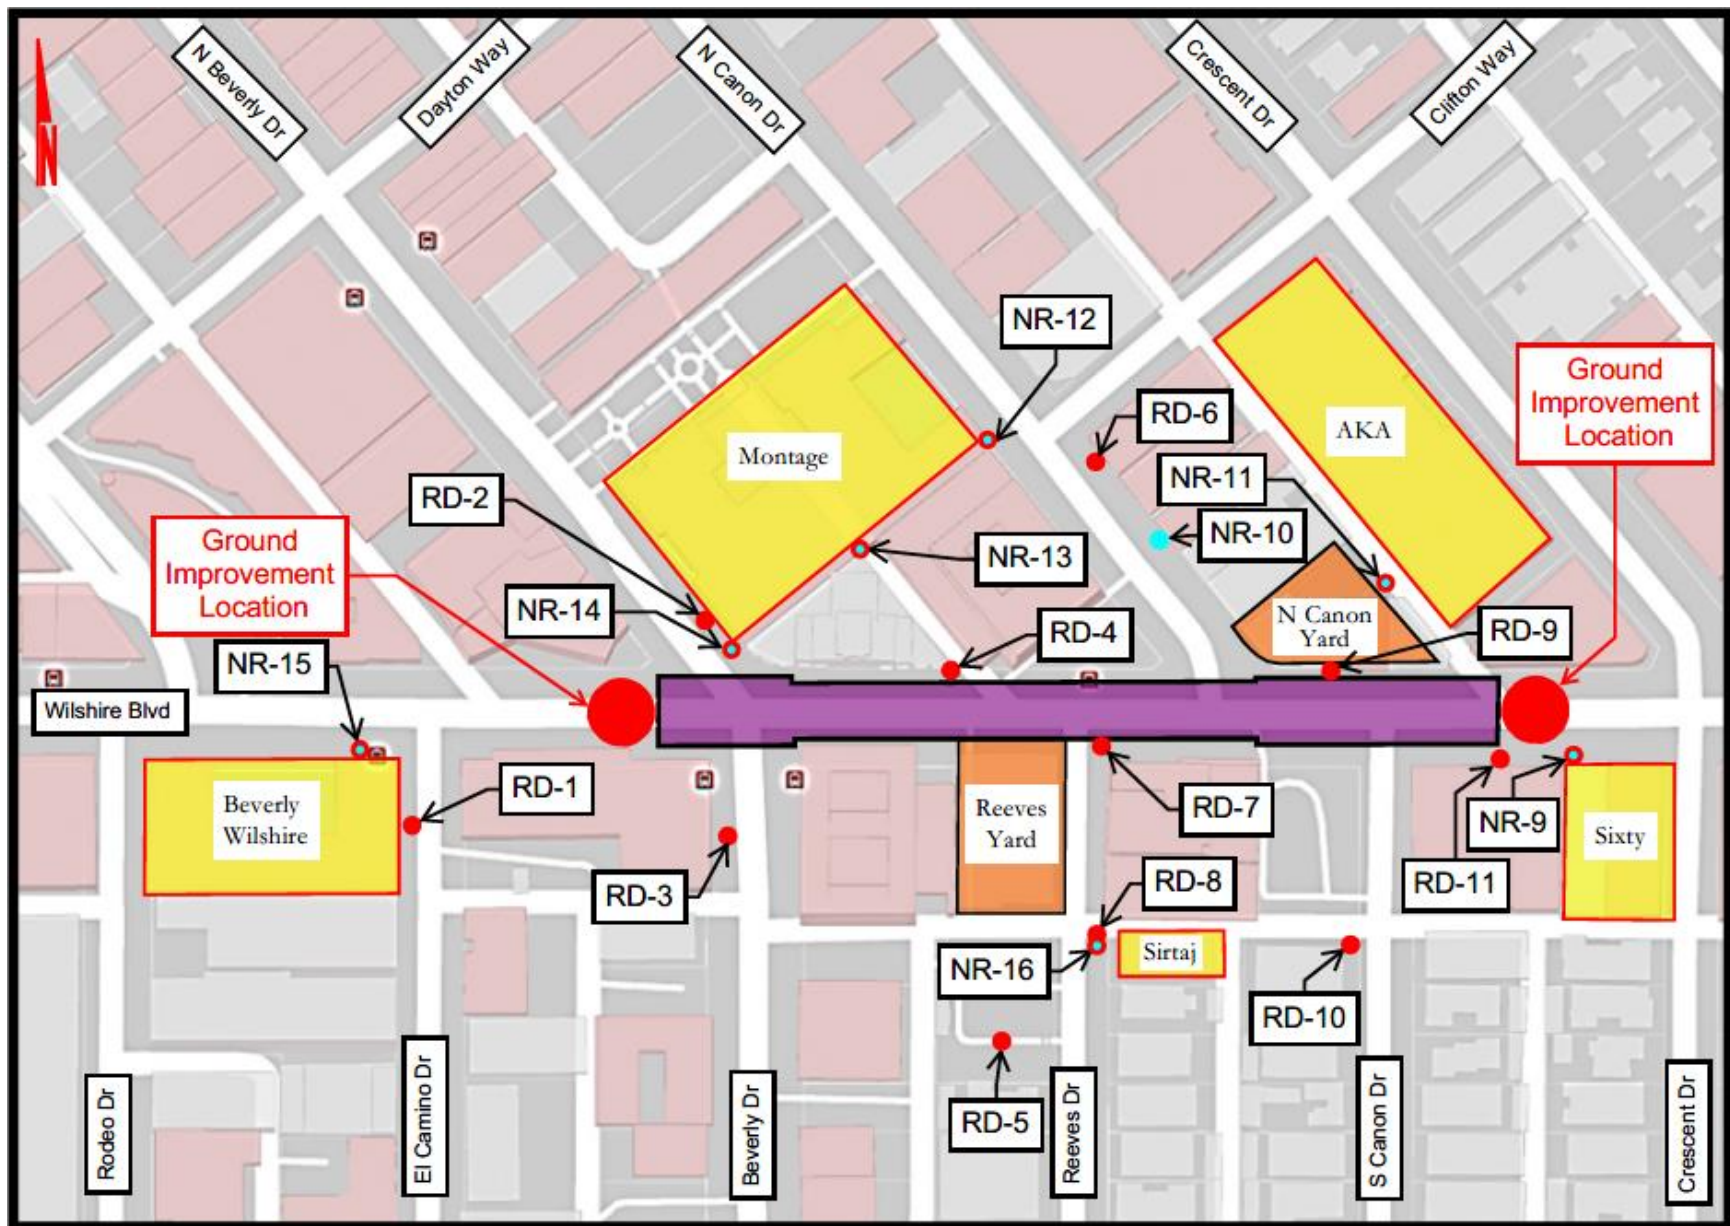 N Beverly Dr
Dayton Way
N Canon Dr
Crescent Dr
Clifton Way
N
NR-12
Ground
Improvement
Location
RD-6
AKA
Montage
RD-2
NR-11
NR-10
Ground
Improvement
Location
NR-13
NR-14
N Canon
Yard
RD-4
RD-9
NR-15
Wilshire Blvd
RD-1
Beverly
Wilshire
Reeves
Yard
RD-7
NR-9
Sixty
RD-3
RD-8
RD-11
NR-16
Sirtaj
RD-10
RD-5
Rodeo Dr
El Camino Dr
Beverly Dr
Reeves Dr
S Canon Dr
Crescent Dr